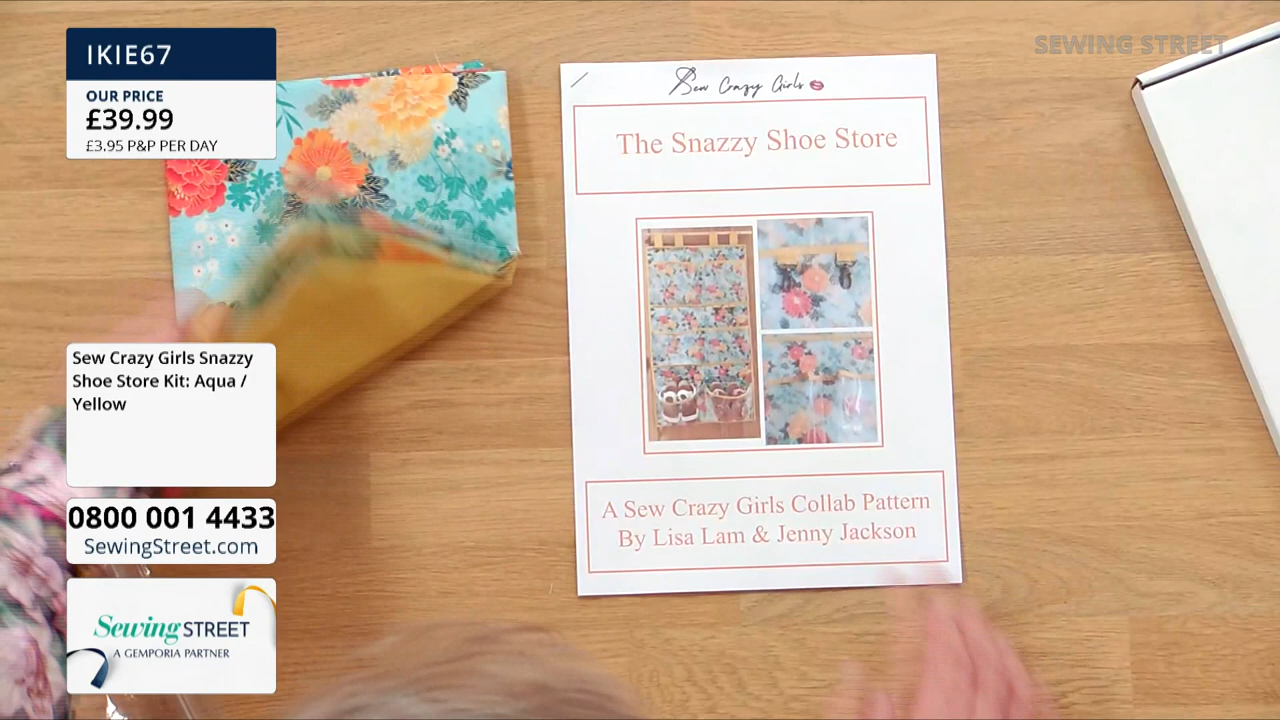 IKIE67
OUR PRICE
£39.99
£3.95 P&P PER DAY
Sew Crazy Girls Snazzy
Shoe Store Kit: Aqua /
Yellow
0800 001 4433
SewingStreet.com
Sewing STREET
A GEMPORIA PARTNER
SEWING STREET
Sew Crazy Girls
The Snazzy Shoe Store
A Sew Crazy Girls Collab Pattern
By Lisa Lam & Jenny Jackson